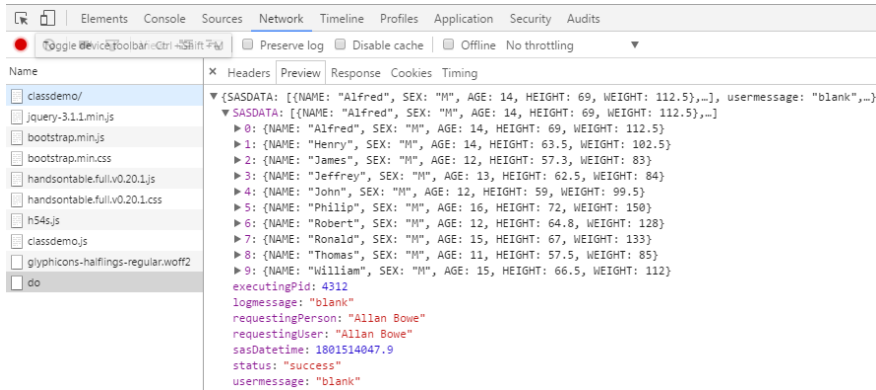 Elements Console Sources Network Timeline Profiles Application Security Audits
Toggle device toolbar Ctrl+Shift+M
Preserve log Disable cache Offline No throttling
Name
classdemo/
jquery-3.1.1.min.js
bootstrap.min.js
bootstrap.min.css
handsontable.full.v0.20.1.js
handsontable.full.v0.20.1.css
h54s.js
classdemo.js
glyphicons-halflings-regular.woff2
do
× Headers Preview Response Cookies Timing
▼{SASDATA: [{NAME: "Alfred", SEX: "M", AGE: 14, HEIGHT: 69, WEIGHT: 112.5},…], usermessage: "blank",…}
▼SASDATA: [{NAME: "Alfred", SEX: "M", AGE: 14, HEIGHT: 69, WEIGHT: 112.5},…]
▶0: {NAME: "Alfred", SEX: "M", AGE: 14, HEIGHT: 69, WEIGHT: 112.5}
▶1: {NAME: "Henry", SEX: "M", AGE: 14, HEIGHT: 63.5, WEIGHT: 102.5}
▶2: {NAME: "James", SEX: "M", AGE: 12, HEIGHT: 57.3, WEIGHT: 83}
▶3: {NAME: "Jeffrey", SEX: "M", AGE: 13, HEIGHT: 62.5, WEIGHT: 84}
▶4: {NAME: "John", SEX: "M", AGE: 12, HEIGHT: 59, WEIGHT: 99.5}
▶5: {NAME: "Philip", SEX: "M", AGE: 16, HEIGHT: 72, WEIGHT: 150}
▶6: {NAME: "Robert", SEX: "M", AGE: 12, HEIGHT: 64.8, WEIGHT: 128}
▶7: {NAME: "Ronald", SEX: "M", AGE: 15, HEIGHT: 67, WEIGHT: 133}
▶8: {NAME: "Thomas", SEX: "M", AGE: 11, HEIGHT: 57.5, WEIGHT: 85}
▶9: {NAME: "William", SEX: "M", AGE: 15, HEIGHT: 66.5, WEIGHT: 112}
executingPid: 4312
logmessage: "blank"
requestingPerson: "Allan Bowe"
requestingUser: "Allan Bowe"
sasDatetime: 1801514047.9
status: "success"
usermessage: "blank"